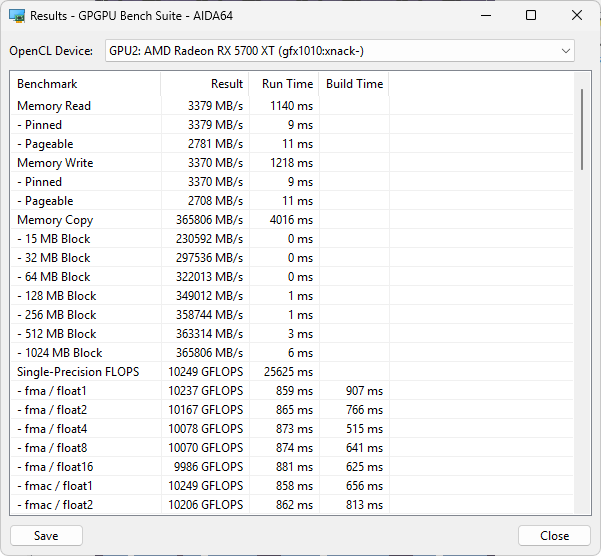 Results - GPGPU Bench Suite - AIDA64
OpenCL Device: GPU2: AMD Radeon RX 5700 XT (gfx1010:xnack-)
Benchmark Result Run Time Build Time
Memory Read 3379 MB/s 1140 ms
- Pinned 3379 MB/s 9 ms
- Pageable 2781 MB/s 11 ms
Memory Write 3370 MB/s 1218 ms
- Pinned 3370 MB/s 9 ms
- Pageable 2708 MB/s 11 ms
Memory Copy 365806 MB/s 4016 ms
- 15 MB Block 230592 MB/s 0 ms
- 32 MB Block 297536 MB/s 0 ms
- 64 MB Block 322013 MB/s 0 ms
- 128 MB Block 349012 MB/s 1 ms
- 256 MB Block 358744 MB/s 1 ms
- 512 MB Block 363314 MB/s 3 ms
- 1024 MB Block 365806 MB/s 6 ms
Single-Precision FLOPS 10249 GFLOPS 25625 ms
- fma / float1 10237 GFLOPS 859 ms 907 ms
- fma / float2 10167 GFLOPS 865 ms 766 ms
- fma / float4 10078 GFLOPS 873 ms 515 ms
- fma / float8 10070 GFLOPS 874 ms 641 ms
- fma / float16 9986 GFLOPS 881 ms 625 ms
- fmac / float1 10249 GFLOPS 858 ms 656 ms
- fmac / float2 10206 GFLOPS 862 ms 813 ms
Save Close